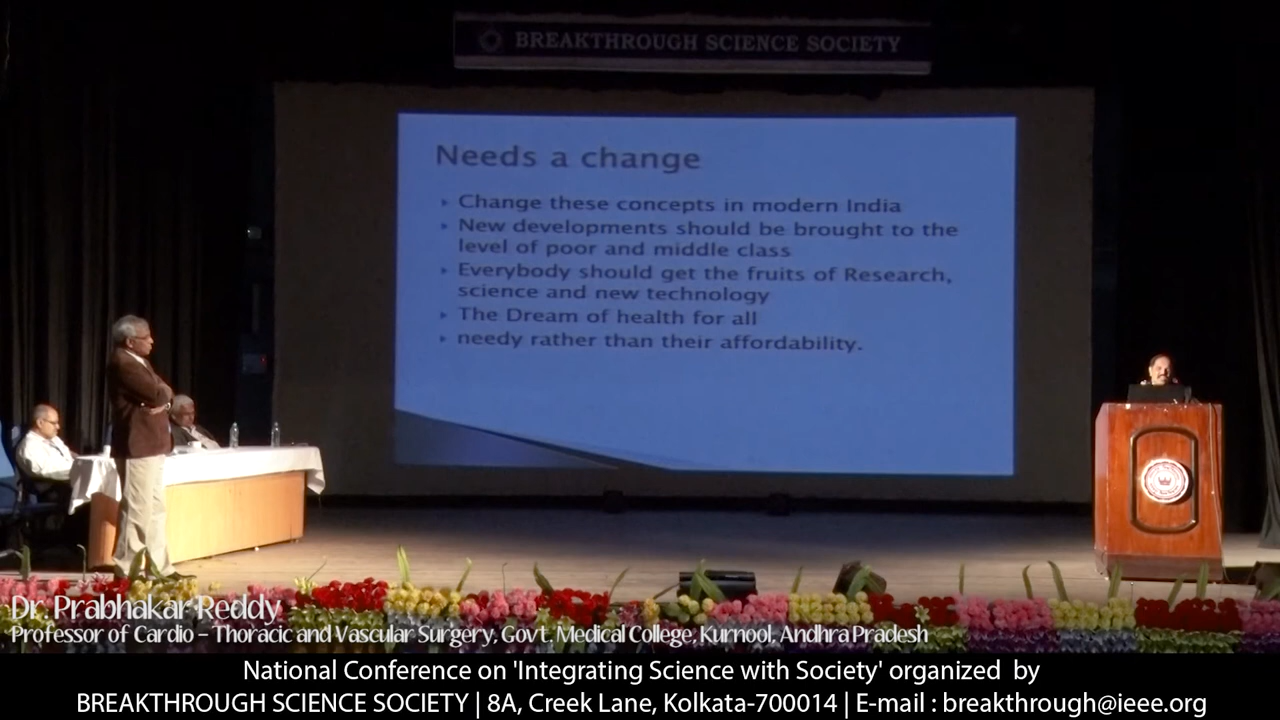 BREAKTHROUGH SCIENCE SOCIETY
Needs a change
Change these concepts in modern India
New developments should be brought to the
level of poor and middle class
Everybody should get the fruits of Research,
science and new technology
The Dream of health for all
needy rather than their affordability.
Dr. Prabhakar Reddy
Professor of Cardio – Thoracic and Vascular Surgery, Govt. Medical College, Kurnool, Andhra Pradesh
National Conference on 'Integrating Science with Society' organized by
BREAKTHROUGH SCIENCE SOCIETY | 8A, Creek Lane, Kolkata-700014 | E-mail : breakthrough@ieee.org